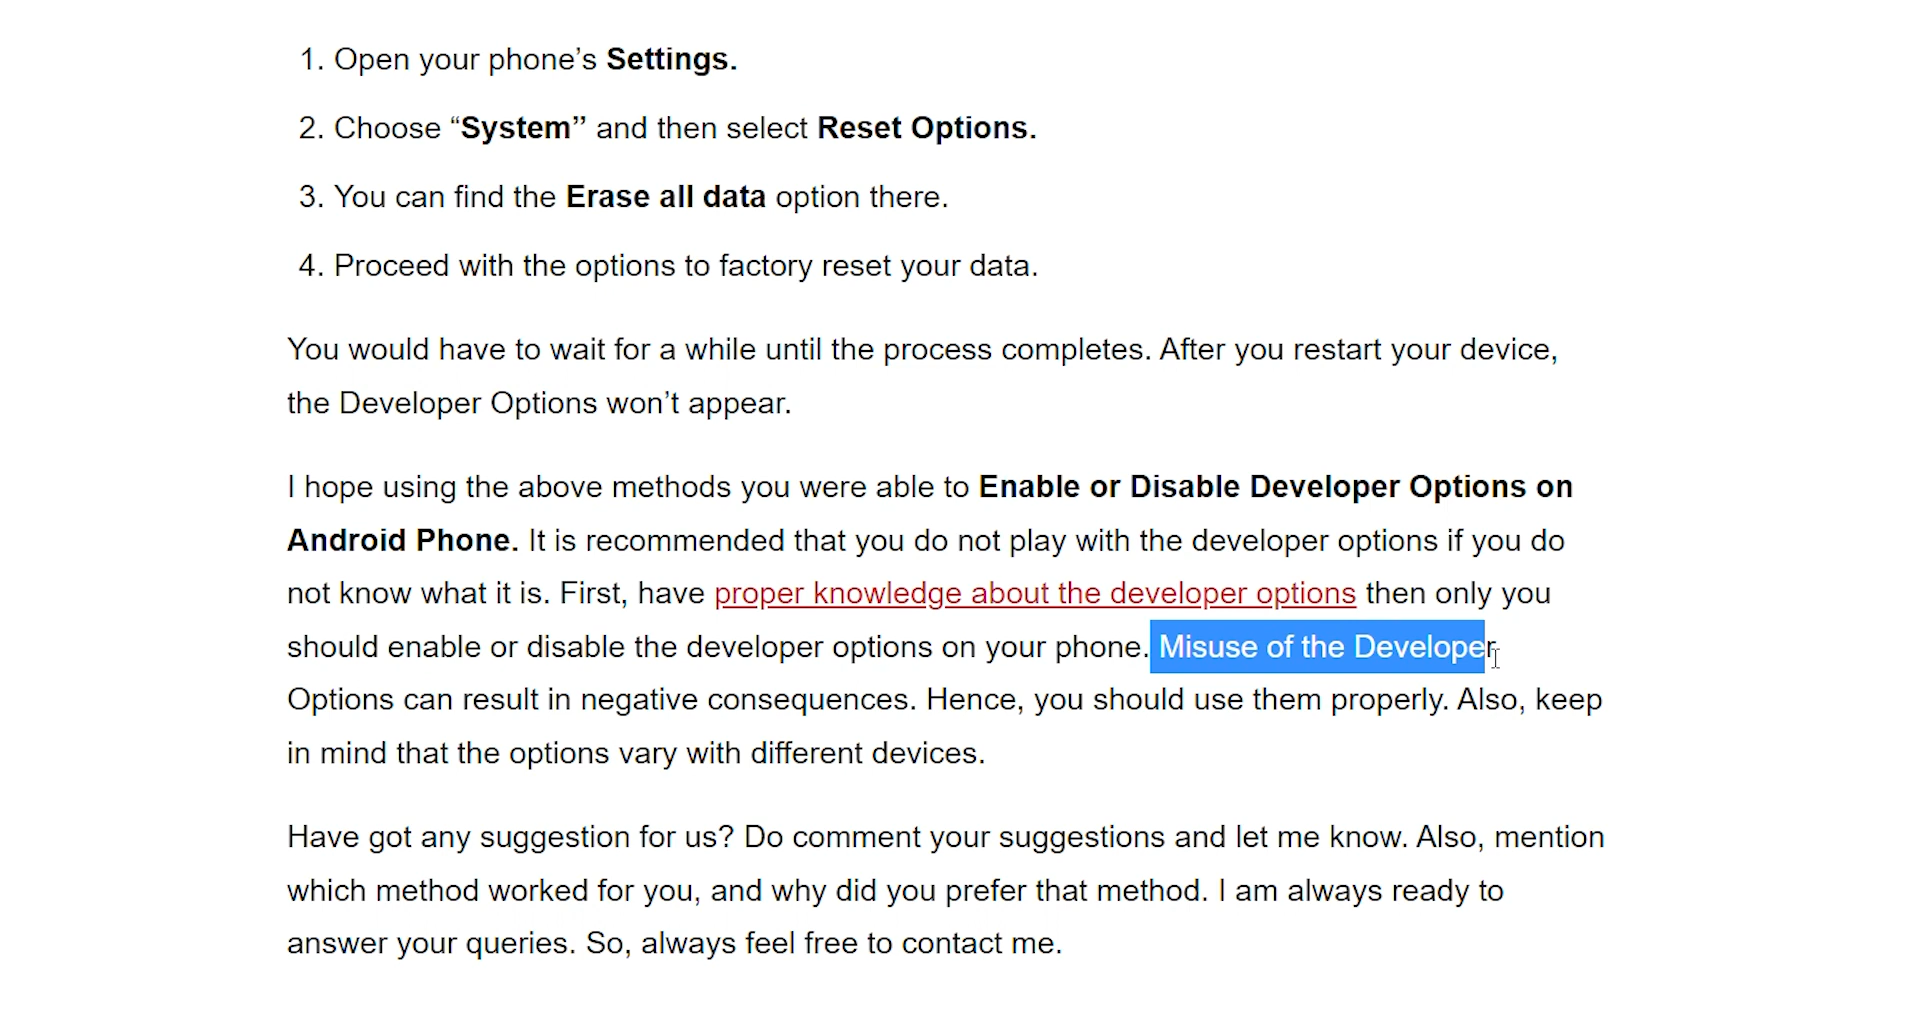 1. Open your phone’s Settings.
2. Choose “System” and then select Reset Options.
3. You can find the Erase all data option there.
4. Proceed with the options to factory reset your data.
You would have to wait for a while until the process completes. After you restart your device,
the Developer Options won’t appear.
I hope using the above methods you were able to Enable or Disable Developer Options on
Android Phone. It is recommended that you do not play with the developer options if you do
not know what it is. First, have proper knowledge about the developer options then only you
should enable or disable the developer options on your phone. Misuse of the Developer
Options can result in negative consequences. Hence, you should use them properly. Also, keep
in mind that the options vary with different devices.
Have got any suggestion for us? Do comment your suggestions and let me know. Also, mention
which method worked for you, and why did you prefer that method. I am always ready to
answer your queries. So, always feel free to contact me.